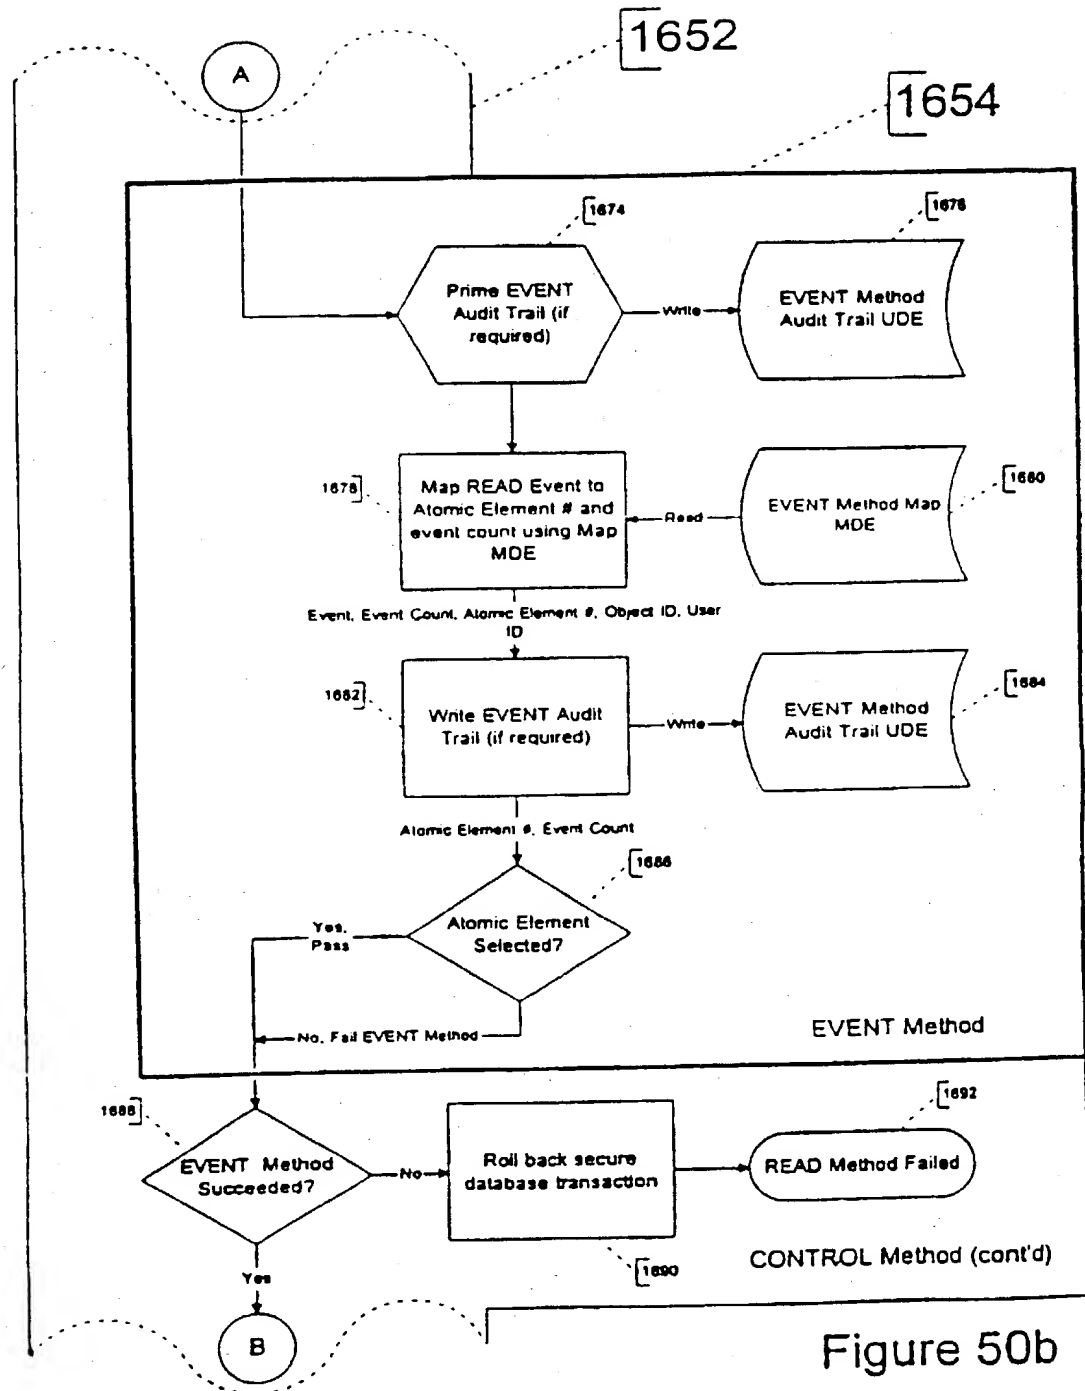 1652
A
1654
1674
1676
Prime EVENT
Audit Trail (if
required)
Write
EVENT Method
Audit Trail UDE
1678
Map READ Event to
Atomic Element # and
event count using Map
MDE
Read
EVENT Method Map
MDE
1680
Event, Event Count, Atomic Element #, Object ID, User
ID
1682
Write EVENT Audit
Trail (if required)
Write
EVENT Method
Audit Trail UDE
1684
Atomic Element #, Event Count
1686
Atomic Element
Selected?
Yes,
Pass
No, Fail EVENT Method
EVENT Method
1688
EVENT Method
Succeeded?
No
Roll back secure
database transaction
1692
READ Method Failed
1690
CONTROL Method (cont'd)
Yes
B
Figure 50b